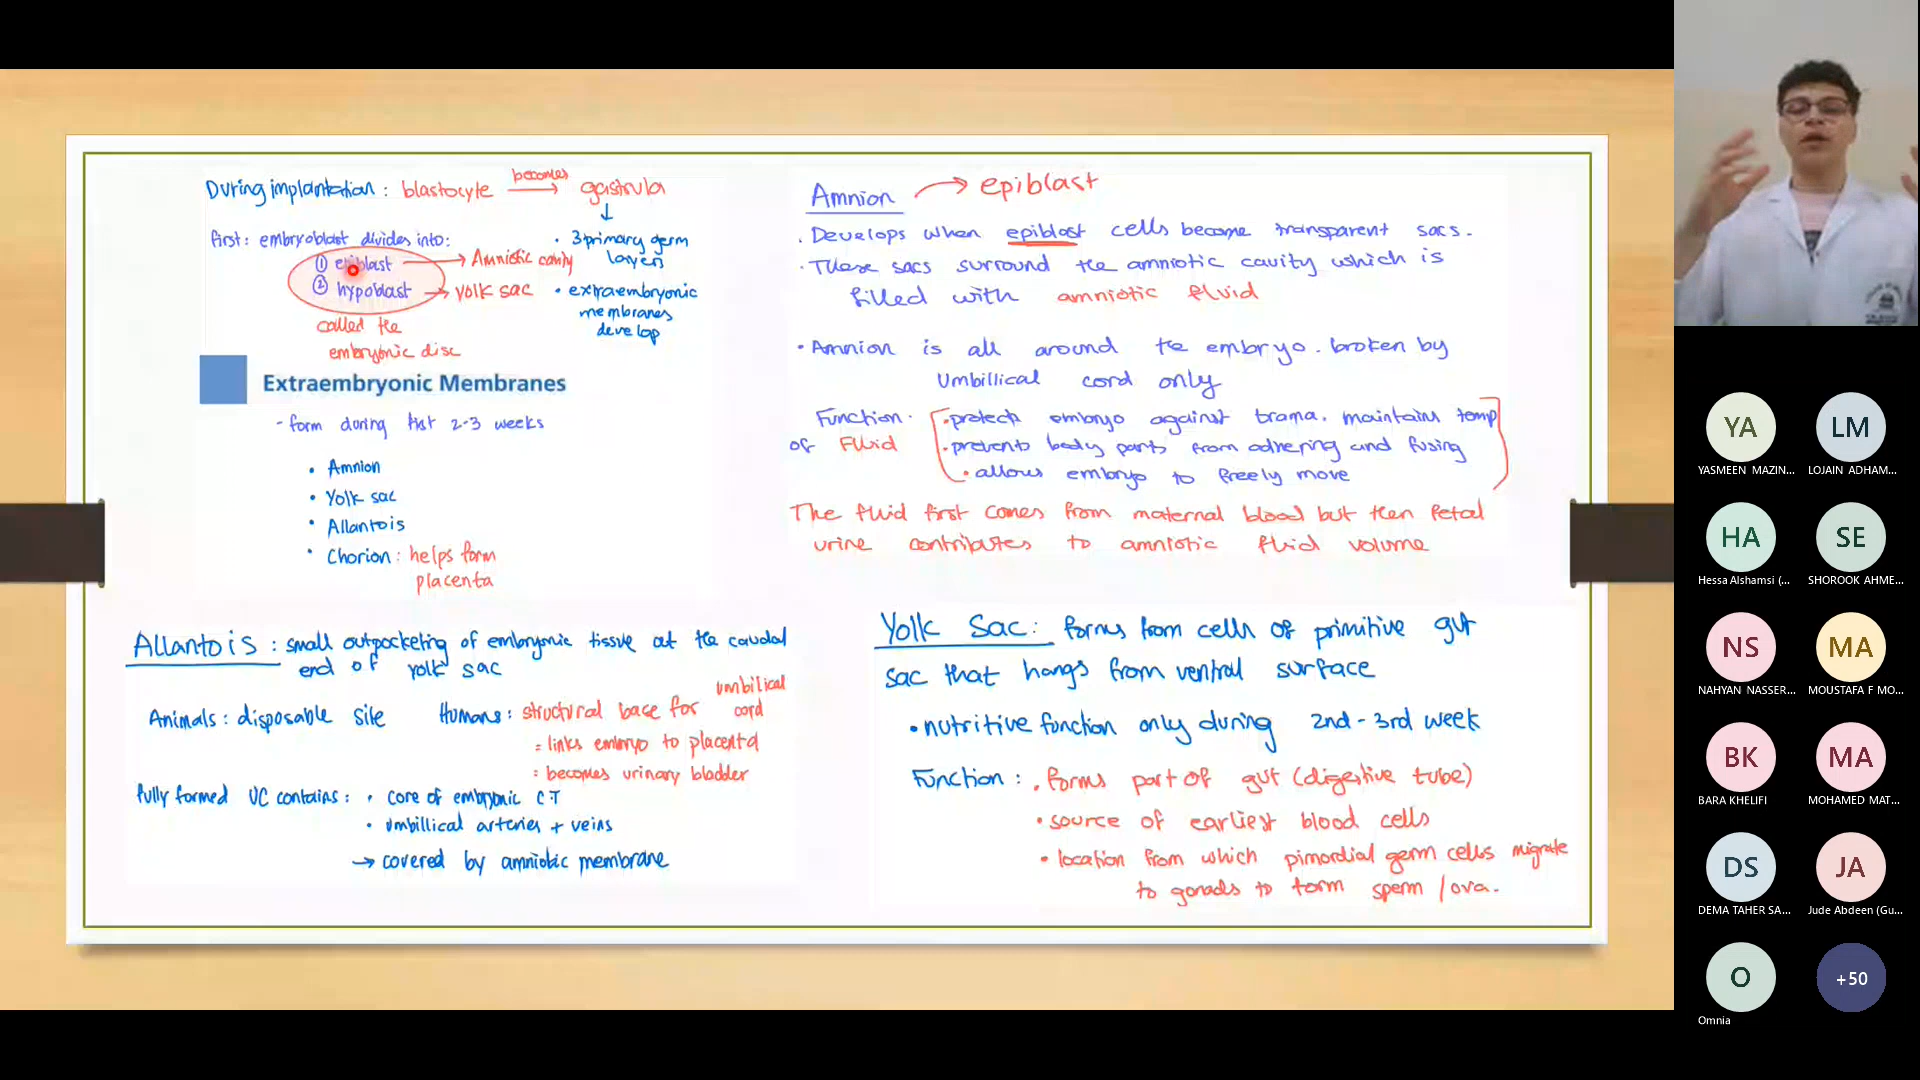 During implantation : blastocyte becomes gastrula
first : embryoblast divides into:
① epiblast → Amniotic cavity
② hypoblast → yolk sac
called the
embryonic disc
• 3 primary germ
layers
• extraembryonic
membranes
develop
Extraembryonic Membranes
- form during fist 2-3 weeks
• Amnion
• Yolk sac
• Allantois
• Chorion : helps form
placenta
Amnion → epiblast
. Develops when epiblast cells become transparent sacs.
• These sacs surround the amniotic cavity which is
filled with amniotic fluid
• Amnion is all around the embryo. broken by
Umbillical cord only
Function • protects embryo against trama. maintains temp
of Fluid • prevents body parts from adhering and fusing
• allows embryo to freely move
The fluid first comes from maternal blood but then fetal
urine contributes to amniotic fluid volume
Allantois : small outpocketing of embryonic tissue at the caudal
end of yolk sac
Animals : disposable site
Humans : structural base for umbilical
cord
= links embryo to placenta
: becomes urinary bladder
fully formed UC contains : • core of embryonic C.T
• umbillical arteries + veins
→ covered by amniotic membrane
Yolk Sac : forms from cells of primitive gut
sac that hangs from ventral surface
• nutritive function only during 2nd - 3rd week
Function : . forms part of gut (digestive tube)
• source of earliest blood cells
• location from which pimordial germ cells migrate
to gonads to form sperm / ova.
YA
YASMEEN MAZIN...
LM
LOJAIN ADHAM...
HA
Hessa Alshamsi (...
SE
SHOROOK AHME...
NS
NAHYAN NASSER...
MA
MOUSTAFA F MO...
BK
BARA KHELIFI
MA
MOHAMED MAT...
DS
DEMA TAHER SA...
JA
Jude Abdeen (Gu...
O
Omnia
+50